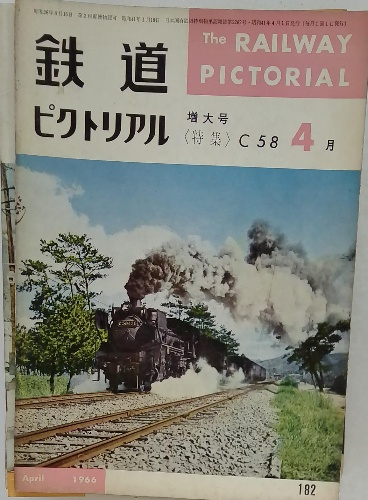 The RAILWAY
PICTORIAL
鉄道
ピクトリアル
増大号
〈特集〉C58 4月
April 1966
182